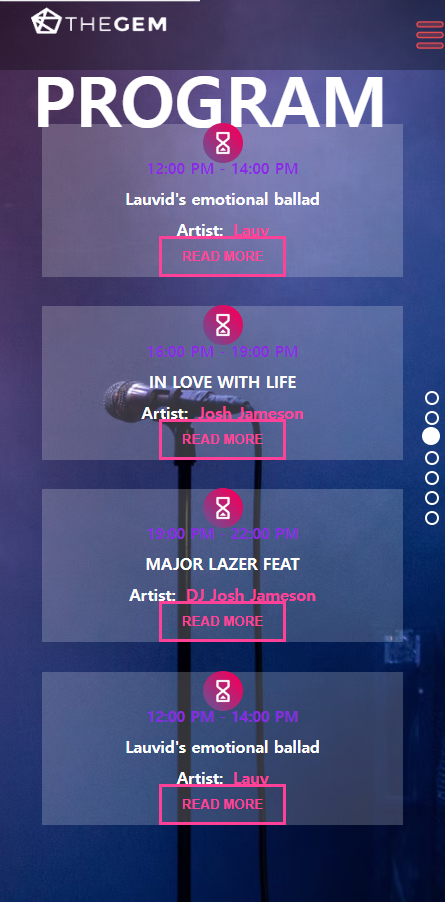 THEGEM
PROGRAM
12:00 PM - 14:00 PM
Lauvid's emotional ballad
Artist: Lauv
READ MORE
16:00 PM - 19:00 PM
IN LOVE WITH LIFE
Artist: Josh Jameson
READ MORE
19:00 PM - 22:00 PM
MAJOR LAZER FEAT
Artist: DJ Josh Jameson
READ MORE
12:00 PM - 14:00 PM
Lauvid's emotional ballad
Artist: Lauv
READ MORE